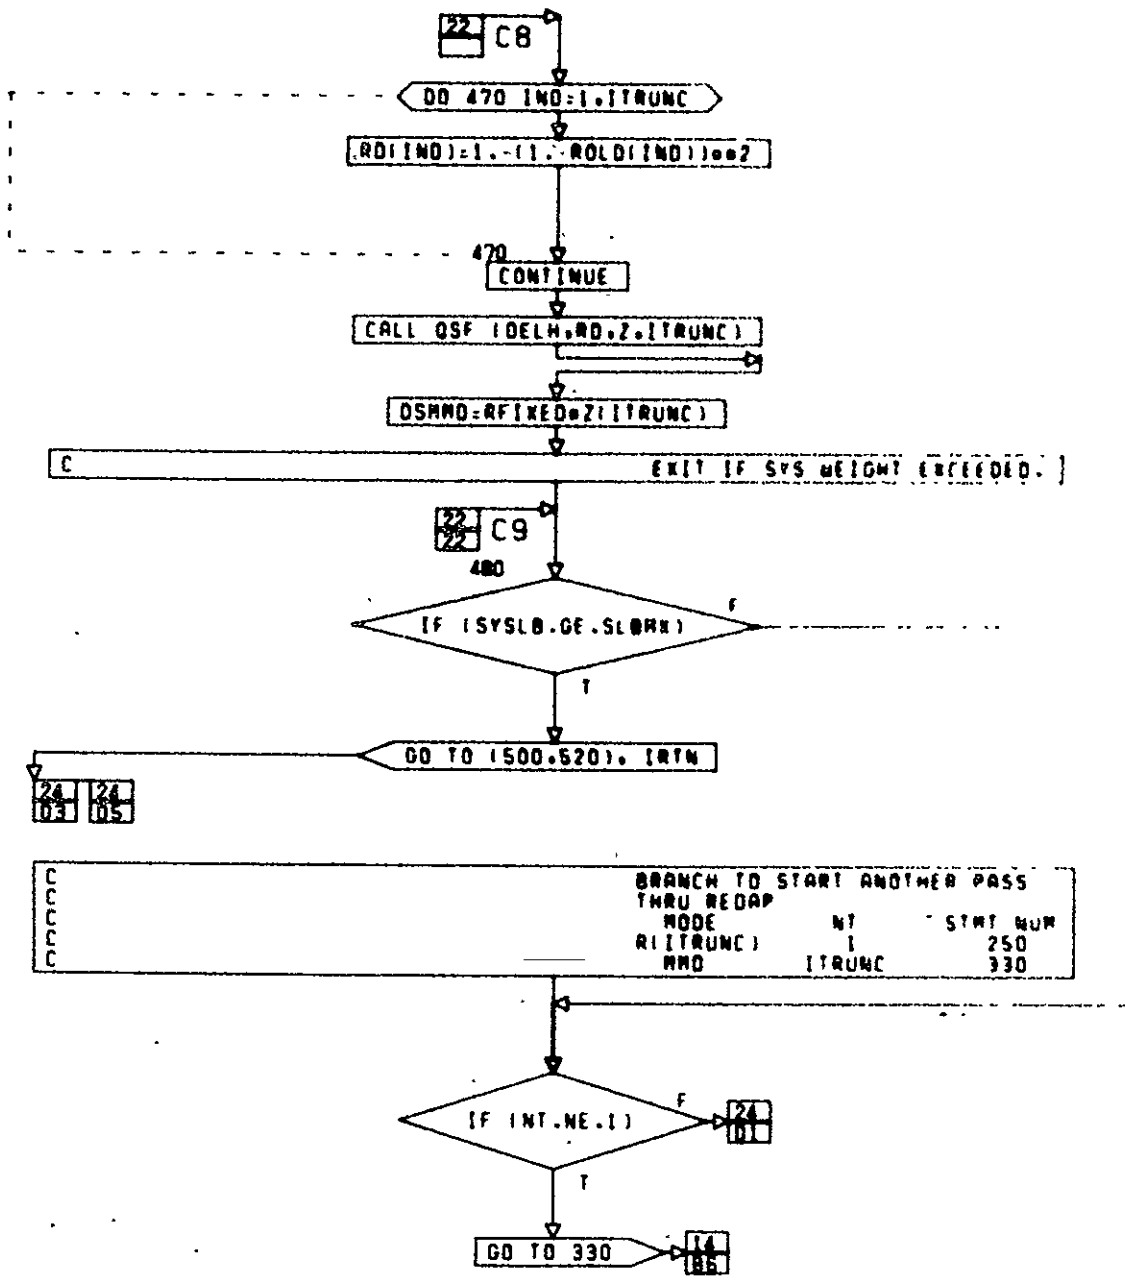 22 C8
DO 470 IND=1,ITRUNC
RD(IND)=1.-(1.-ROLD(IND))**2
470
CONTINUE
CALL QSF (DELH,RD,Z,ITRUNC)
DSMMD=RFIXED*Z(ITRUNC)
C EXIT IF SYS WEIGHT EXCEEDED.
22 C9
22
480
F
IF (SYSLB.GE.SLBMX)
T
GO TO (500,520), IRTN
24 24
D3 D5
C BRANCH TO START ANOTHER PASS
C THRU REDAP
C MODE NT STMT NUM
C R(ITRUNC) I 250
C MMD ITRUNC 330
F
IF (NT.NE.I)
24
D1
T
GO TO 330
14
B6